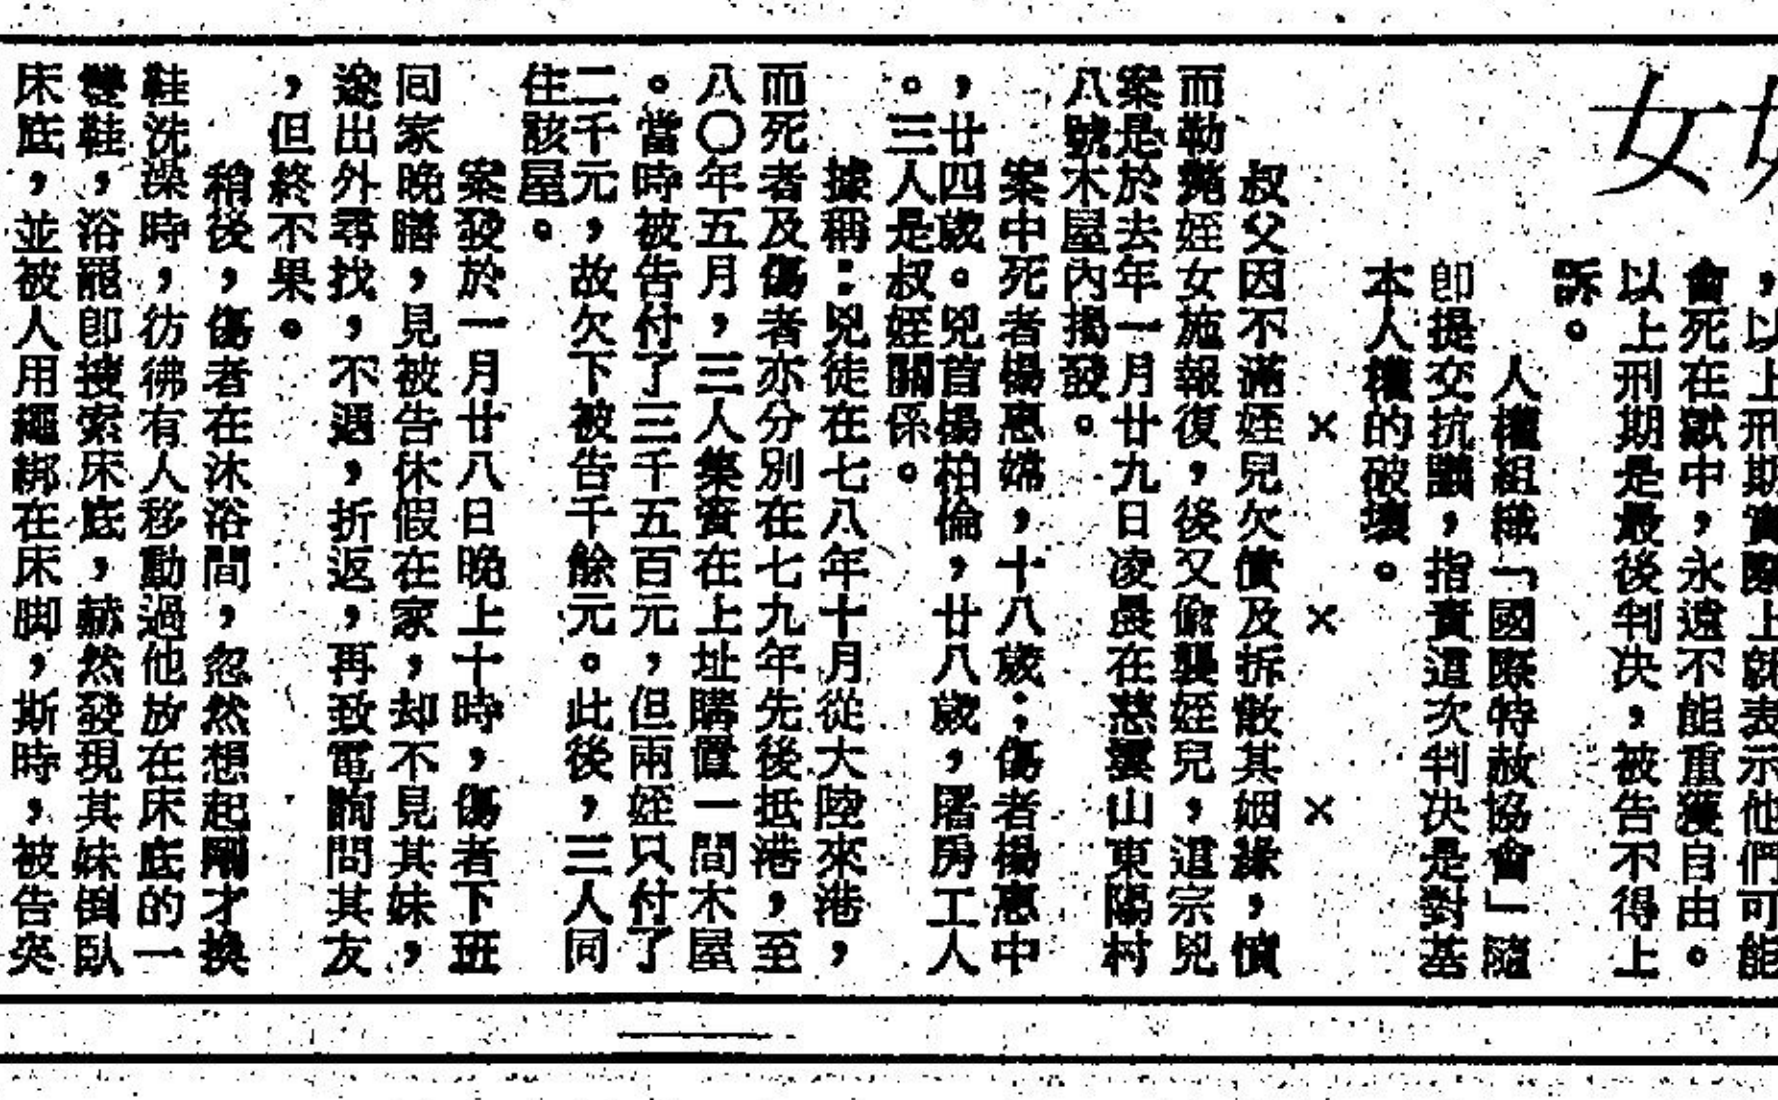 女
，以上刑期實際上就表示他們可能
會死在獄中，永遠不能重獲自由。
以上刑期是最後判决，被告不得上
訴。
人權組織「國際特赦協會」隨
即提交抗議，指責這次判决是對基
本人權的破壞。
×××
叔父因不滿姪兒欠債及拆散其姻緣，憤
而勒斃姪女施報復，後又偷襲姪兒，這宗兇
案是於去年一月廿九日凌晨在慈雲山東陽村
八號木屋內揭發。
案中死者楊惠嫦，十八歲；傷者楊惠中
，廿四歲。兇首楊柏倫，廿八歲，屠房工人
。三人是叔姪關係。
據稱：兇徒在七八年十月從大陸來港，
而死者及傷者亦分別在七九年先後抵港，至
八〇年五月，三人集資在上址購置一間木屋
。當時被告付了三千五百元，但兩姪只付了
二千元，故欠下被告千餘元。此後，三人同
住該屋。
案發於一月廿八日晚上十時，傷者下班
囘家晚膳，見被告休假在家，却不見其妹，
遂出外尋找，不遇，折返，再致電詢問其友
，但終不果。
稍後，傷者在沐浴間，忽然想起剛才換
鞋洗澡時，彷彿有人移動過他放在床底的一
雙鞋，浴罷即搜索床底，赫然發現其妹倒臥
床底，並被人用繩綁在床脚，斯時，被告突